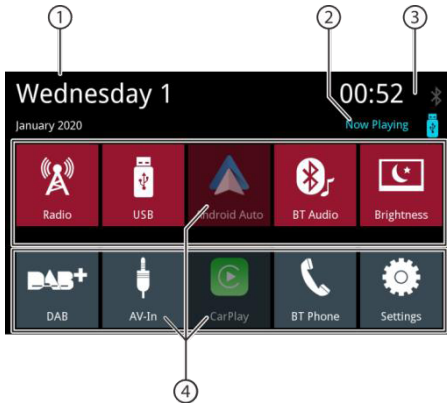 1
2
3
Wednesday 1
00:52
January 2020
Now Playing
Radio
USB
Android Auto
BT Audio
Brightness
DAB+
DAB
AV-In
CarPlay
BT Phone
Settings
4